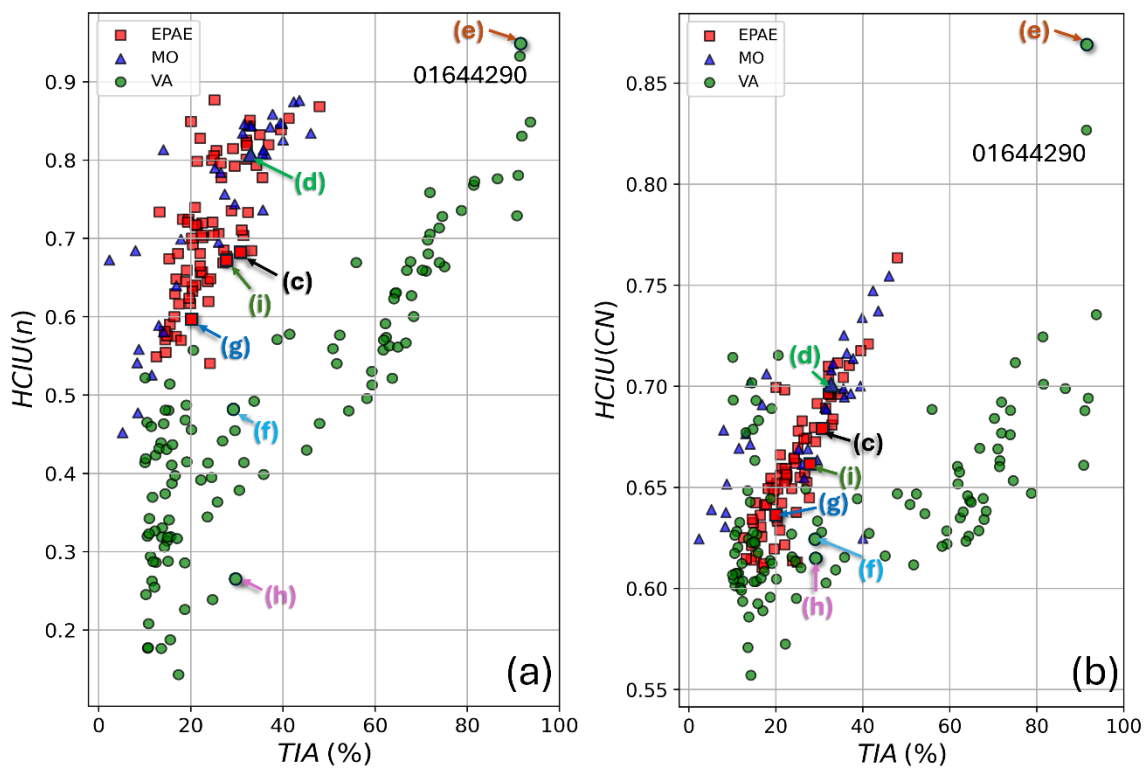 EPAE
MO
VA
(e)
01644290
(d)
(c)
(i)
(g)
(f)
(h)
(a)
0.9
0.8
0.7
0.6
0.5
0.4
0.3
0.2
HCIU(n)
0 20 40 60 80 100
TIA (%)
EPAE
MO
VA
(e)
01644290
(d)
(c)
(i)
(g)
(f)
(h)
(b)
0.85
0.80
0.75
0.70
0.65
0.60
0.55
HCIU(CN)
0 20 40 60 80 100
TIA (%)